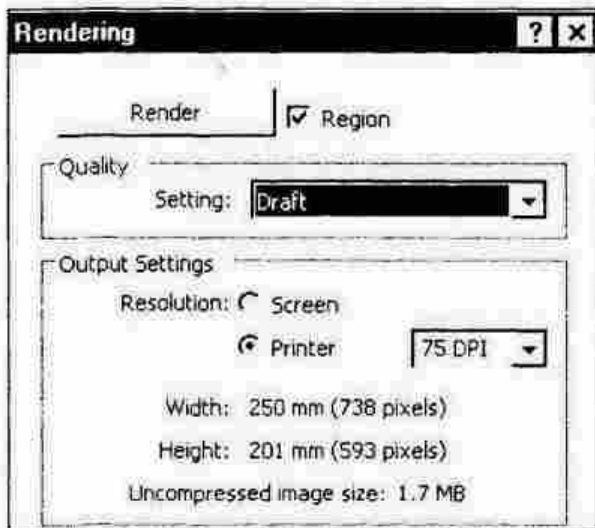 Rendering
Render
Region
Quality
Setting: Draft
Output Settings
Resolution: Screen
Printer 75 DPI
Width: 250 mm (738 pixels)
Height: 201 mm (593 pixels)
Uncompressed image size: 1.7 MB